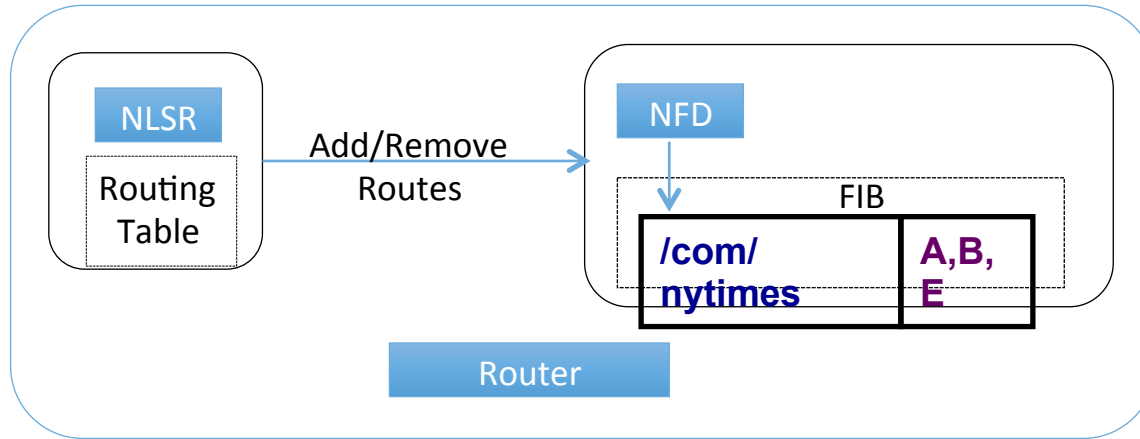 NLSR
Routing
Table
Add/Remove
Routes
NFD
FIB
/com/
nytimes
A,B,
E
Router